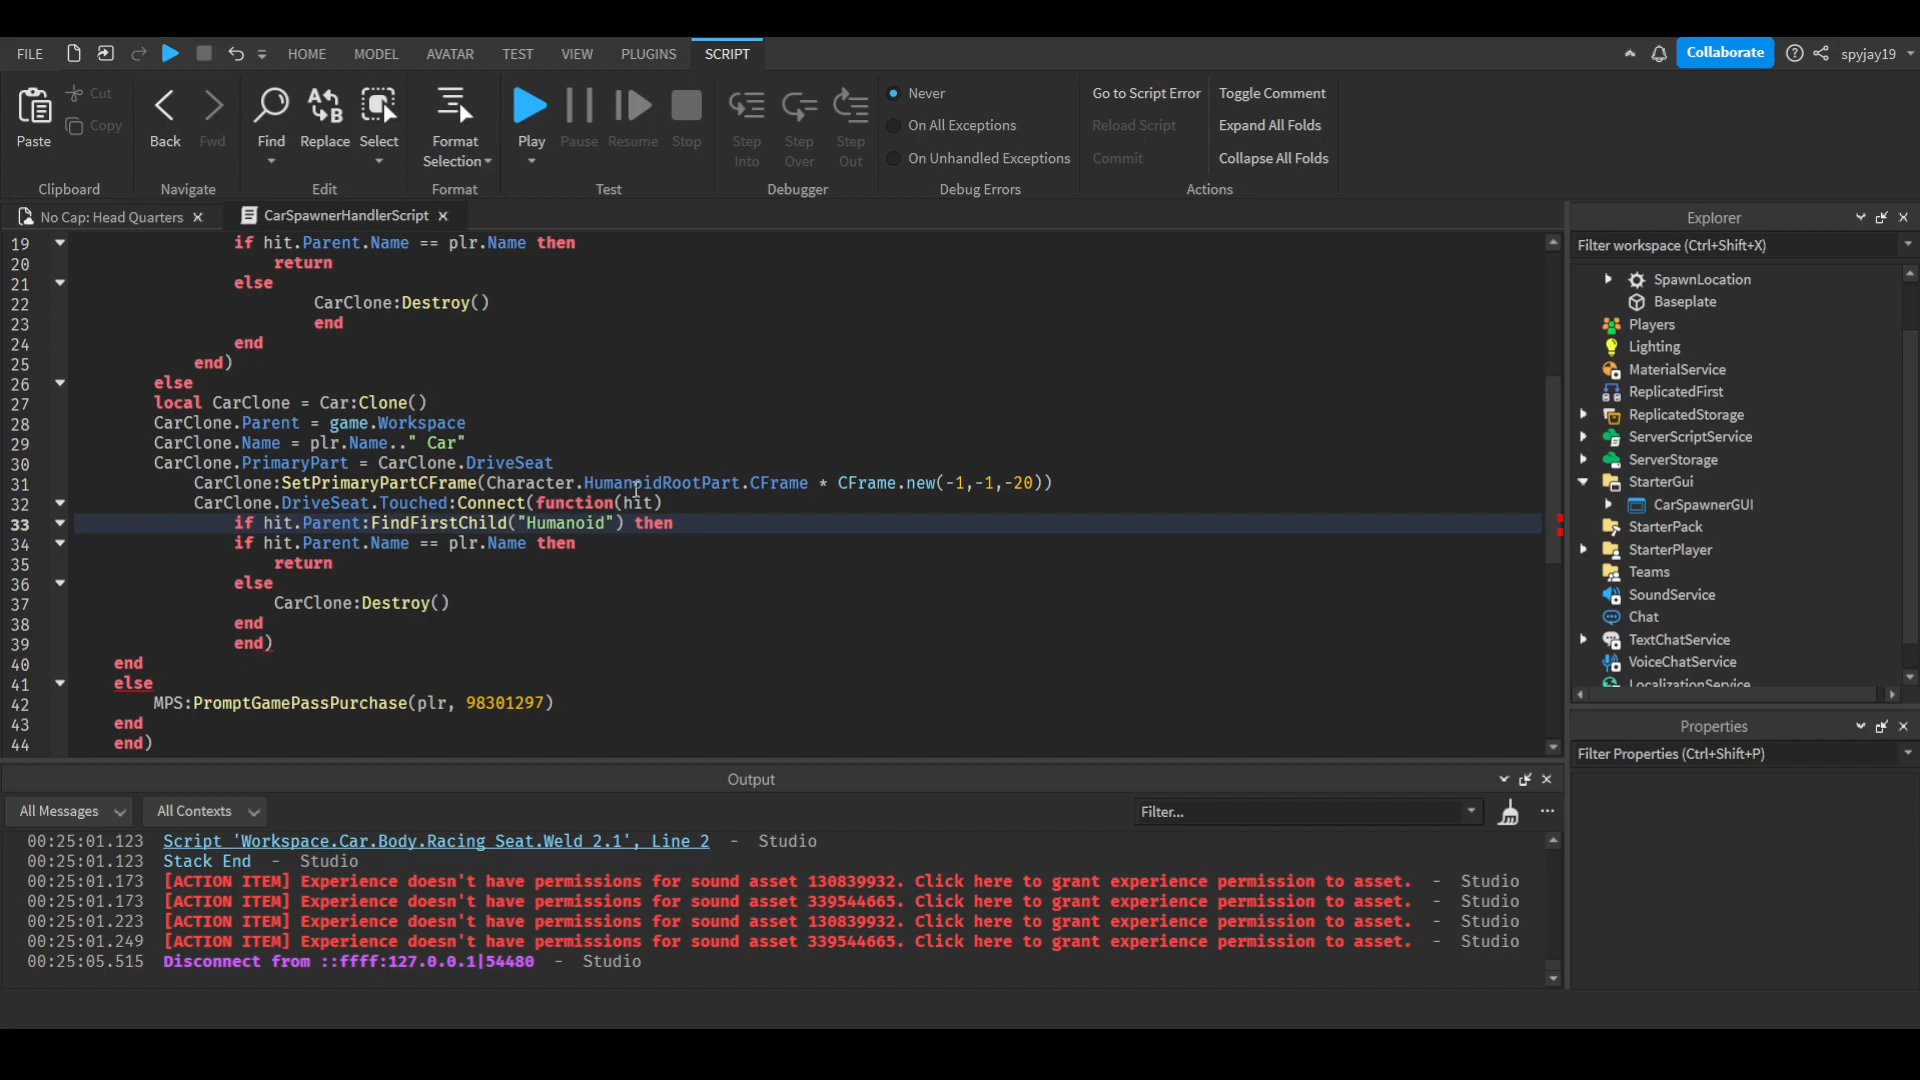 FILE HOME MODEL AVATAR TEST VIEW PLUGINS SCRIPT Collaborate spyjay19
Paste Cut Copy Back Fwd Find Replace Select Format Selection Play Pause Resume Stop Step Into Step Over Step Out
Never Go to Script Error Toggle Comment
On All Exceptions Reload Script Expand All Folds
On Unhandled Exceptions Commit Collapse All Folds
Clipboard Navigate Edit Format Test Debugger Debug Errors Actions
No Cap: Head Quarters CarSpawnerHandlerScript
19 if hit.Parent.Name == plr.Name then
20 return
21 else
22 CarClone:Destroy()
23 end
24 end
25 end)
26 else
27 local CarClone = Car:Clone()
28 CarClone.Parent = game.Workspace
29 CarClone.Name = plr.Name.." Car"
30 CarClone.PrimaryPart = CarClone.DriveSeat
31 CarClone:SetPrimaryPartCFrame(Character.HumanoidRootPart.CFrame * CFrame.new(-1,-1,-20))
32 CarClone.DriveSeat.Touched:Connect(function(hit)
33 if hit.Parent:FindFirstChild("Humanoid") then
34 if hit.Parent.Name == plr.Name then
35 return
36 else
37 CarClone:Destroy()
38 end
39 end)
40 end
41 else
42 MPS:PromptGamePassPurchase(plr, 98301297)
43 end
44 end)
Explorer
Filter workspace (Ctrl+Shift+X)
SpawnLocation
Baseplate
Players
Lighting
MaterialService
ReplicatedFirst
ReplicatedStorage
ServerScriptService
ServerStorage
StarterGui
CarSpawnerGUI
StarterPack
StarterPlayer
Teams
SoundService
Chat
TextChatService
VoiceChatService
LocalizationService
Properties
Filter Properties (Ctrl+Shift+P)
Output
All Messages All Contexts Filter...
00:25:01.123 Script 'Workspace.Car.Body.Racing Seat.Weld 2.1', Line 2 - Studio
00:25:01.123 Stack End - Studio
00:25:01.173 [ACTION ITEM] Experience doesn't have permissions for sound asset 130839932. Click here to grant experience permission to asset. - Studio
00:25:01.173 [ACTION ITEM] Experience doesn't have permissions for sound asset 339544665. Click here to grant experience permission to asset. - Studio
00:25:01.223 [ACTION ITEM] Experience doesn't have permissions for sound asset 130839932. Click here to grant experience permission to asset. - Studio
00:25:01.249 [ACTION ITEM] Experience doesn't have permissions for sound asset 339544665. Click here to grant experience permission to asset. - Studio
00:25:05.515 Disconnect from ::ffff:127.0.0.1|54480 - Studio